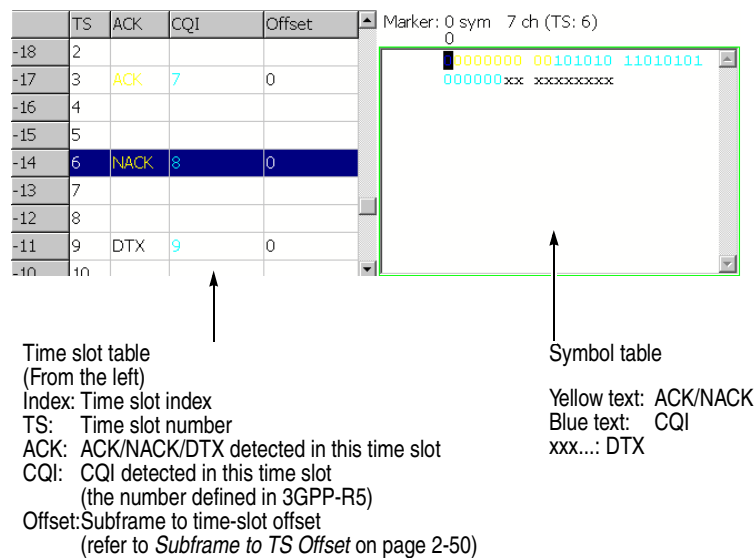 TS ACK CQI Offset
-18 2
-17 3 ACK 7 0
-16 4
-15 5
-14 6 NACK 8 0
-13 7
-12 8
-11 9 DTX 9 0
-10 10
Marker: 0 sym 7 ch (TS: 6)
0
00000000 00101010 11010101
000000xx xxxxxxxx
Time slot table
(From the left)
Index: Time slot index
TS: Time slot number
ACK: ACK/NACK/DTX detected in this time slot
CQI: CQI detected in this time slot
(the number defined in 3GPP-R5)
Offset:Subframe to time-slot offset
(refer to Subframe to TS Offset on page 2-50)
Symbol table
Yellow text: ACK/NACK
Blue text: CQI
xxx...: DTX